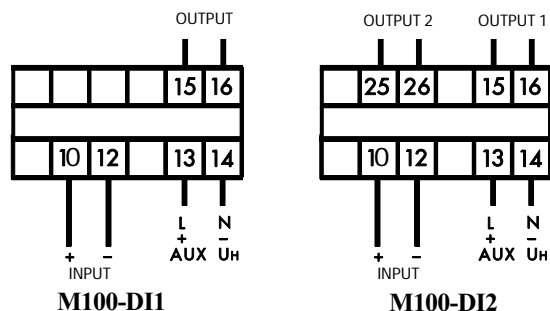 OUTPUT
15 16
10 12 13 14
+ − L + AUX N − UH
INPUT
M100-DI1
OUTPUT 2 OUTPUT 1
25 26 15 16
10 12 13 14
+ − L + AUX N − UH
INPUT
M100-DI2